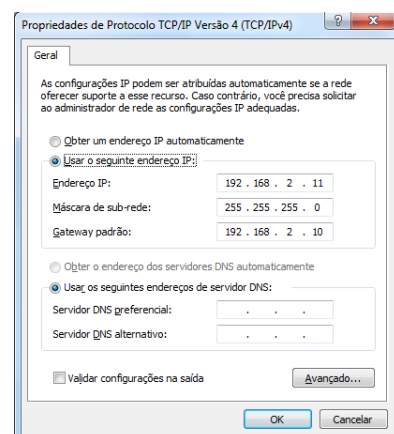 Propriedades de Protocolo TCP/IP Versão 4 (TCP/IPv4)
Geral
As configurações IP podem ser atribuídas automaticamente se a rede
oferecer suporte a esse recurso. Caso contrário, você precisa solicitar
ao administrador de rede as configurações IP adequadas.
Obter um endereço IP automaticamente
Usar o seguinte endereço IP:
Endereço IP: 192 . 168 . 2 . 11
Máscara de sub-rede: 255 . 255 . 255 . 0
Gateway padrão: 192 . 168 . 2 . 10
Obter o endereço dos servidores DNS automaticamente
Usar os seguintes endereços de servidor DNS:
Servidor DNS preferencial: . . .
Servidor DNS alternativo: . . .
Validar configurações na saída
Avançado...
OK Cancelar